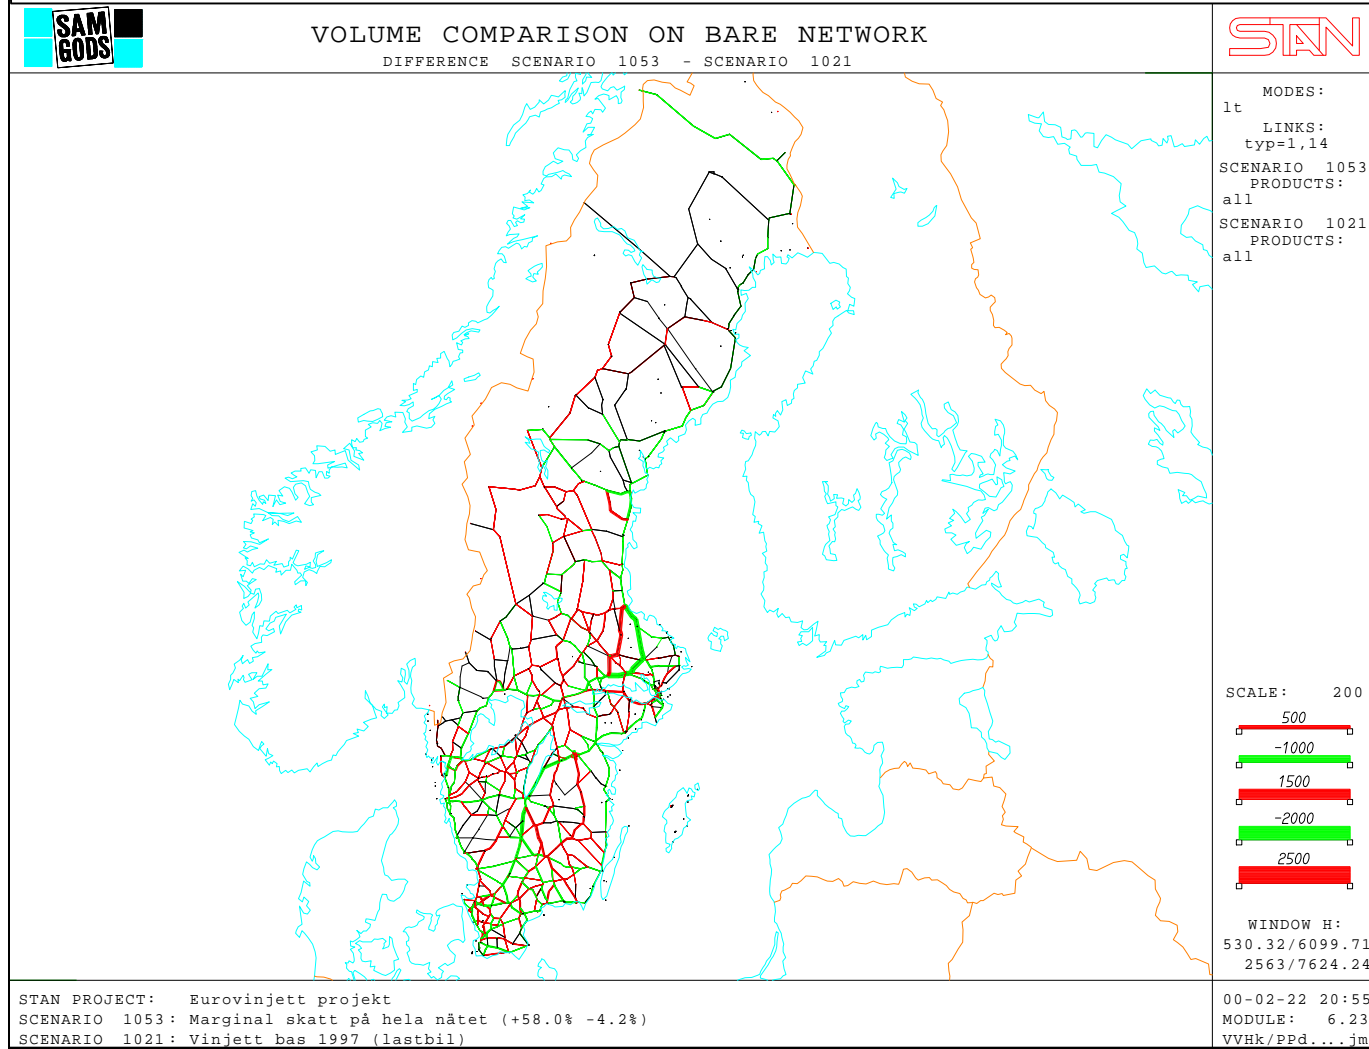 SAM
GODS
VOLUME COMPARISON ON BARE NETWORK
DIFFERENCE SCENARIO 1053 - SCENARIO 1021
STAN
MODES:
lt
LINKS:
typ=1,14
SCENARIO 1053
PRODUCTS:
all
SCENARIO 1021
PRODUCTS:
all
SCALE: 200
500
-1000
1500
-2000
2500
WINDOW H:
530.32/6099.71
2563/7624.24
STAN PROJECT: Eurovinjett projekt
SCENARIO 1053: Marginal skatt på hela nätet (+58.0% -4.2%)
SCENARIO 1021: Vinjett bas 1997 (lastbil)
00-02-22 20:55
MODULE: 6.23
VVHk/PPd....jm